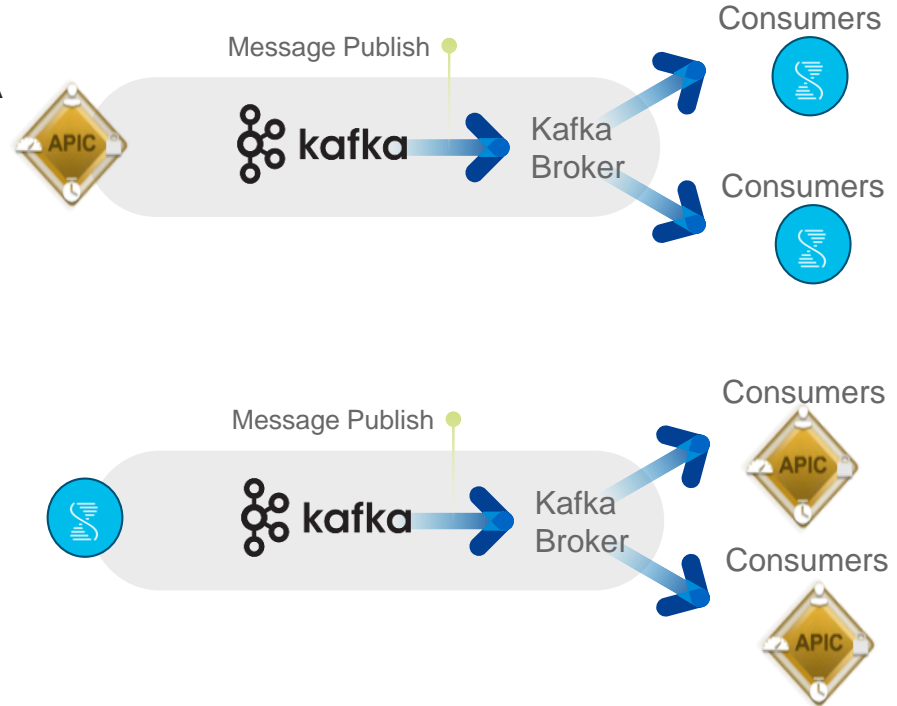 Consumers
Message Publish
APIC
kafka
Kafka
Broker
Consumers
Consumers
Message Publish
APIC
kafka
Kafka
Broker
Consumers
APIC